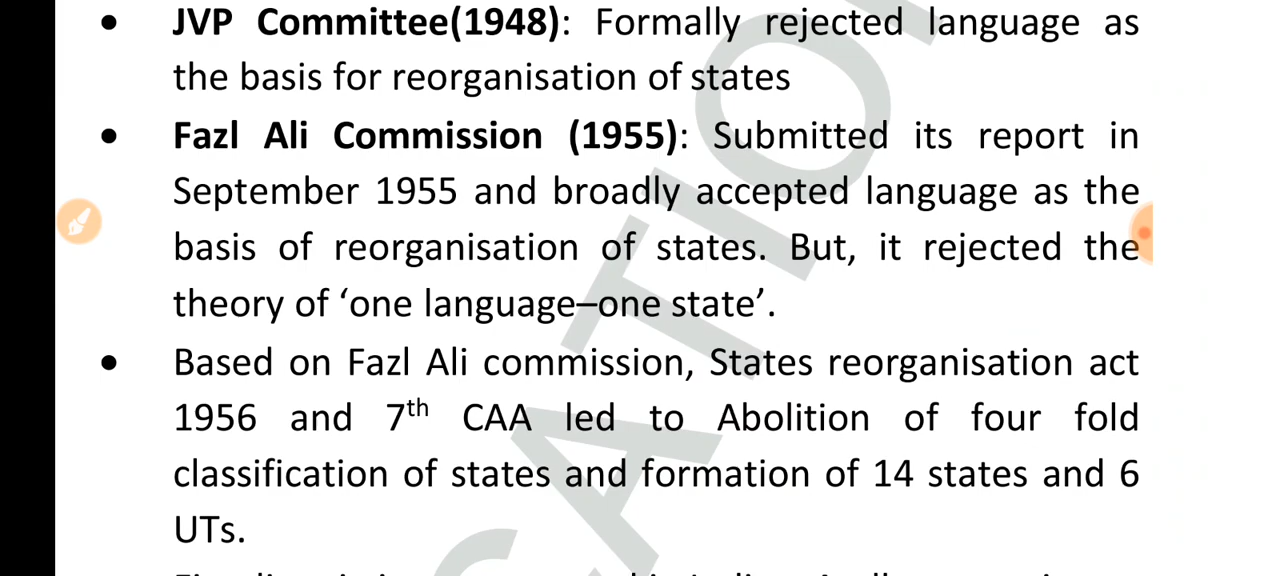 • JVP Committee(1948): Formally rejected language as
the basis for reorganisation of states
• Fazl Ali Commission (1955): Submitted its report in
September 1955 and broadly accepted language as the
basis of reorganisation of states. But, it rejected the
theory of ‘one language–one state’.
• Based on Fazl Ali commission, States reorganisation act
1956 and 7th CAA led to Abolition of four fold
classification of states and formation of 14 states and 6
UTs.